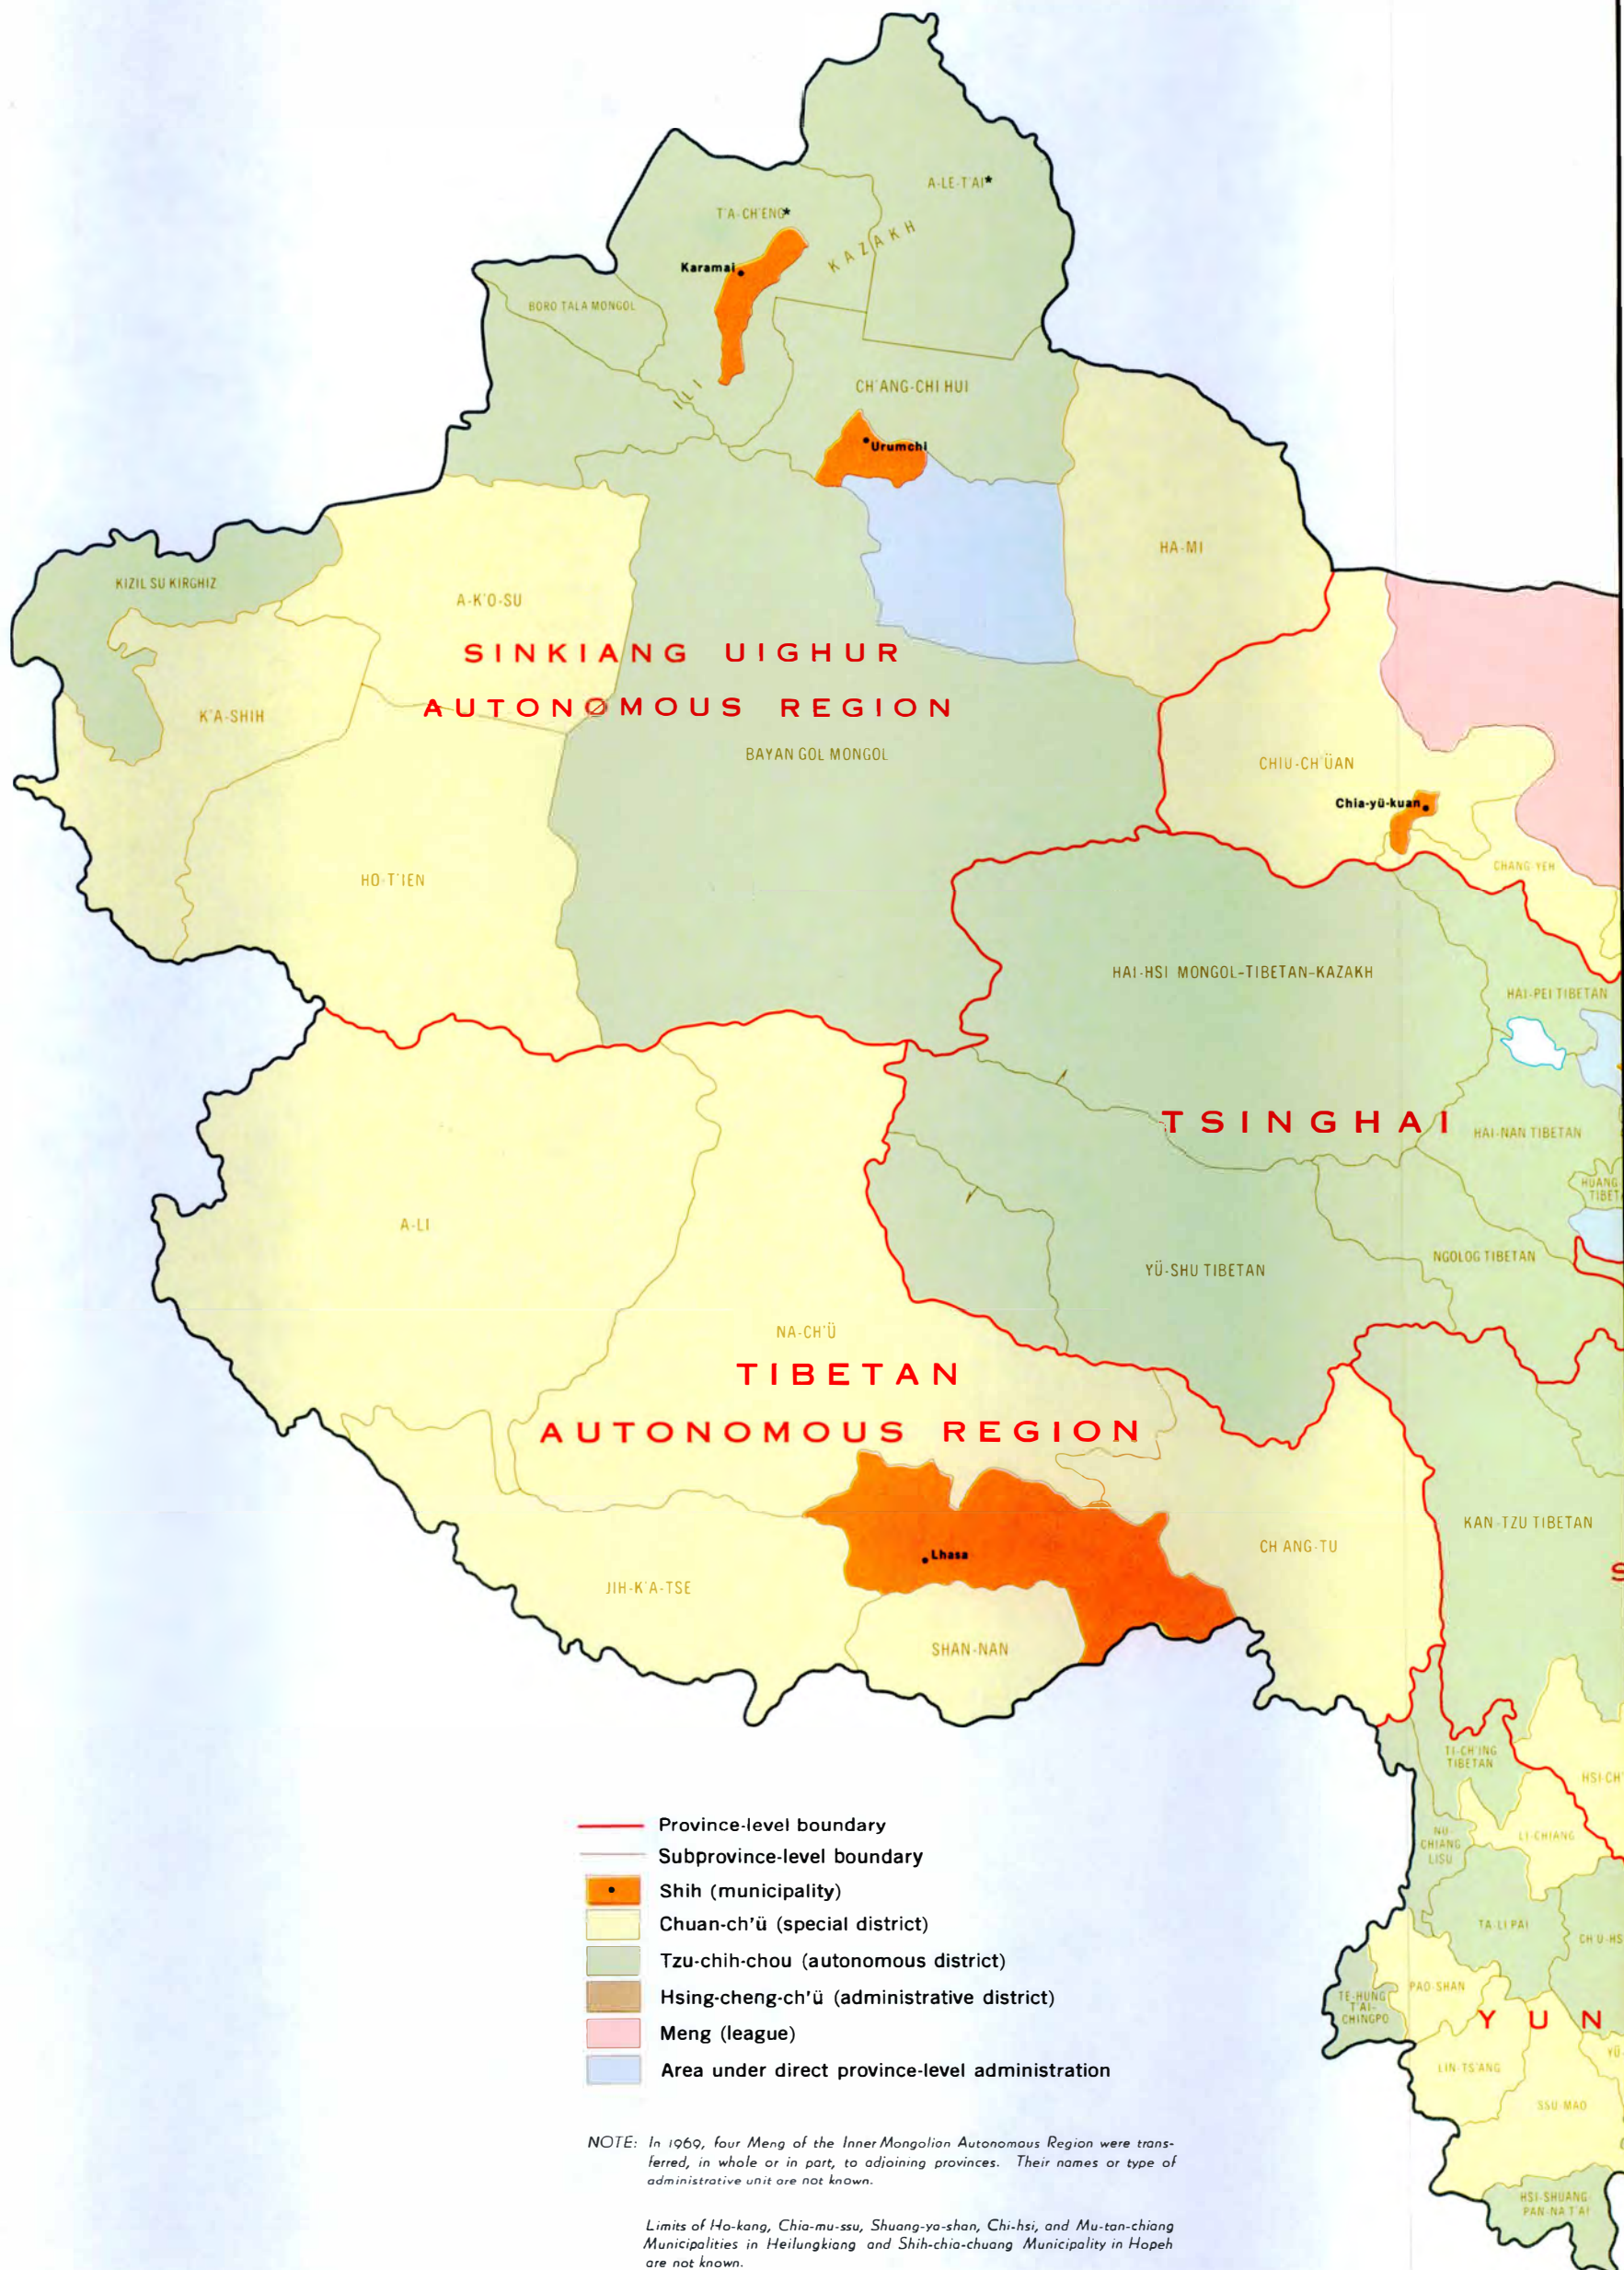 A-LE-T'AI*
T'A-CH'ENG*
KAZAKH
Karamai
BORO TALA MONGOL
ILI
CH'ANG-CHI HUI
Urumchi
HA-MI
KIZIL SU KIRGHIZ
A-K'O-SU
SINKIANG UIGHUR
AUTONOMOUS REGION
K'A-SHIH
BAYAN GOL MONGOL
CHIU-CH'ÜAN
Chia-yü-kuan
CHANG-YEH
HO-T'IEN
HAI-HSI MONGOL-TIBETAN-KAZAKH
HAI-PEI TIBETAN
TSINGHAI
HAI-NAN TIBETAN
HUANG
TIBET
A-LI
NGOLOG TIBETAN
YÜ-SHU TIBETAN
NA-CH'Ü
TIBETAN
AUTONOMOUS REGION
KAN-TZU TIBETAN
CH ANG-TU
Lhasa
S
JIH-K'A-TSE
SHAN-NAN
TI-CH'ING
TIBETAN
HSI-CH'
NU-
CHIANG
LISU
LI-CHIANG
TA-LI PAI
CH U-HS
PAO-SHAN
TE-HUNG
T'AI-
CHINGPO
YUN
YÜ-
LIN-TS'ANG
SSU-MAO
HSI-SHUANG-
PAN-NA T'AI
Province-level boundary
Subprovince-level boundary
Shih (municipality)
Chuan-ch'ü (special district)
Tzu-chih-chou (autonomous district)
Hsing-cheng-ch'ü (administrative district)
Meng (league)
Area under direct province-level administration
NOTE: In 1969, four Meng of the Inner Mongolian Autonomous Region were trans-
ferred, in whole or in part, to adjoining provinces. Their names or type of
administrative unit are not known.
Limits of Ho-kang, Chia-mu-ssu, Shuang-ya-shan, Chi-hsi, and Mu-tan-chiang
Municipalities in Heilungkiang and Shih-chia-chuang Municipality in Hopeh
are not known.